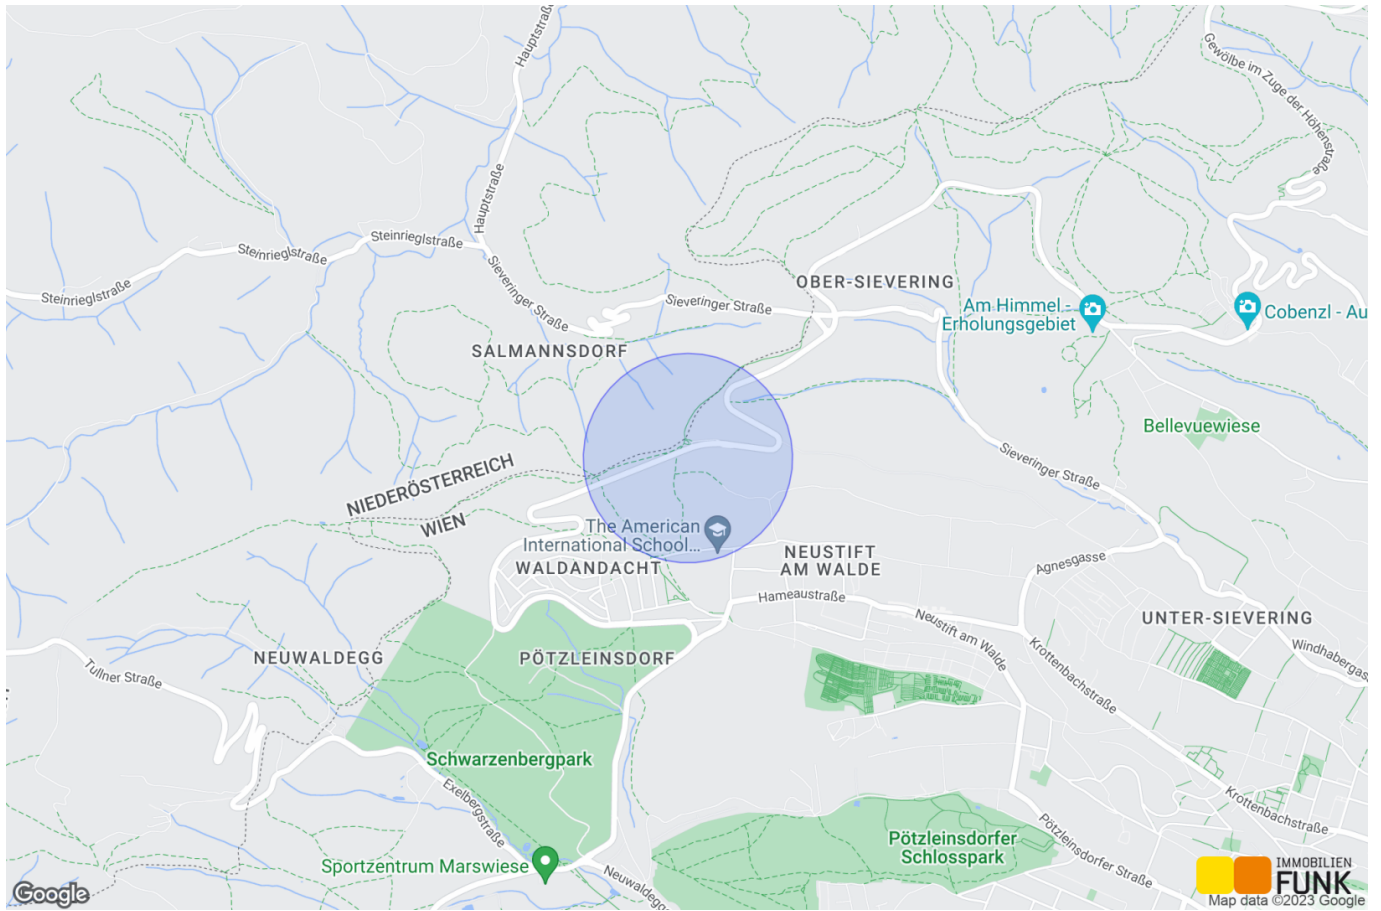 Hauptstraße
Gewölbe im Zuge der Höhenstraße
Hauptstraße
Steinrieglstraße
Steinrieglstraße
Steinrieglstraße
Sieveringer Straße
Sieveringer Straße
OBER-SIEVERING
Am Himmel -
Erholungsgebiet
Cobenzl - Au
SALMANNSDORF
Bellevuewiese
Sieveringer Straße
NIEDERÖSTERREICH
WIEN
The American
International School...
WALDANDACHT
NEUSTIFT
AM WALDE
Agnesgasse
Hameaustraße
Neustift am Walde
UNTER-SIEVERING
Windhabergass
NEUWALDEGG
PÖTZLEINSDORF
Tullner Straße
Krottenbachstraße
Schwarzenbergpark
Exelbergstraße
Krottenbachstraße
Pötzleinsdorfer
Schlosspark
Pötzleinsdorfer Straße
Sportzentrum Marswiese
Neuwaldegg
IMMOBILIEN
FUNK
Google
Map data ©2023 Google